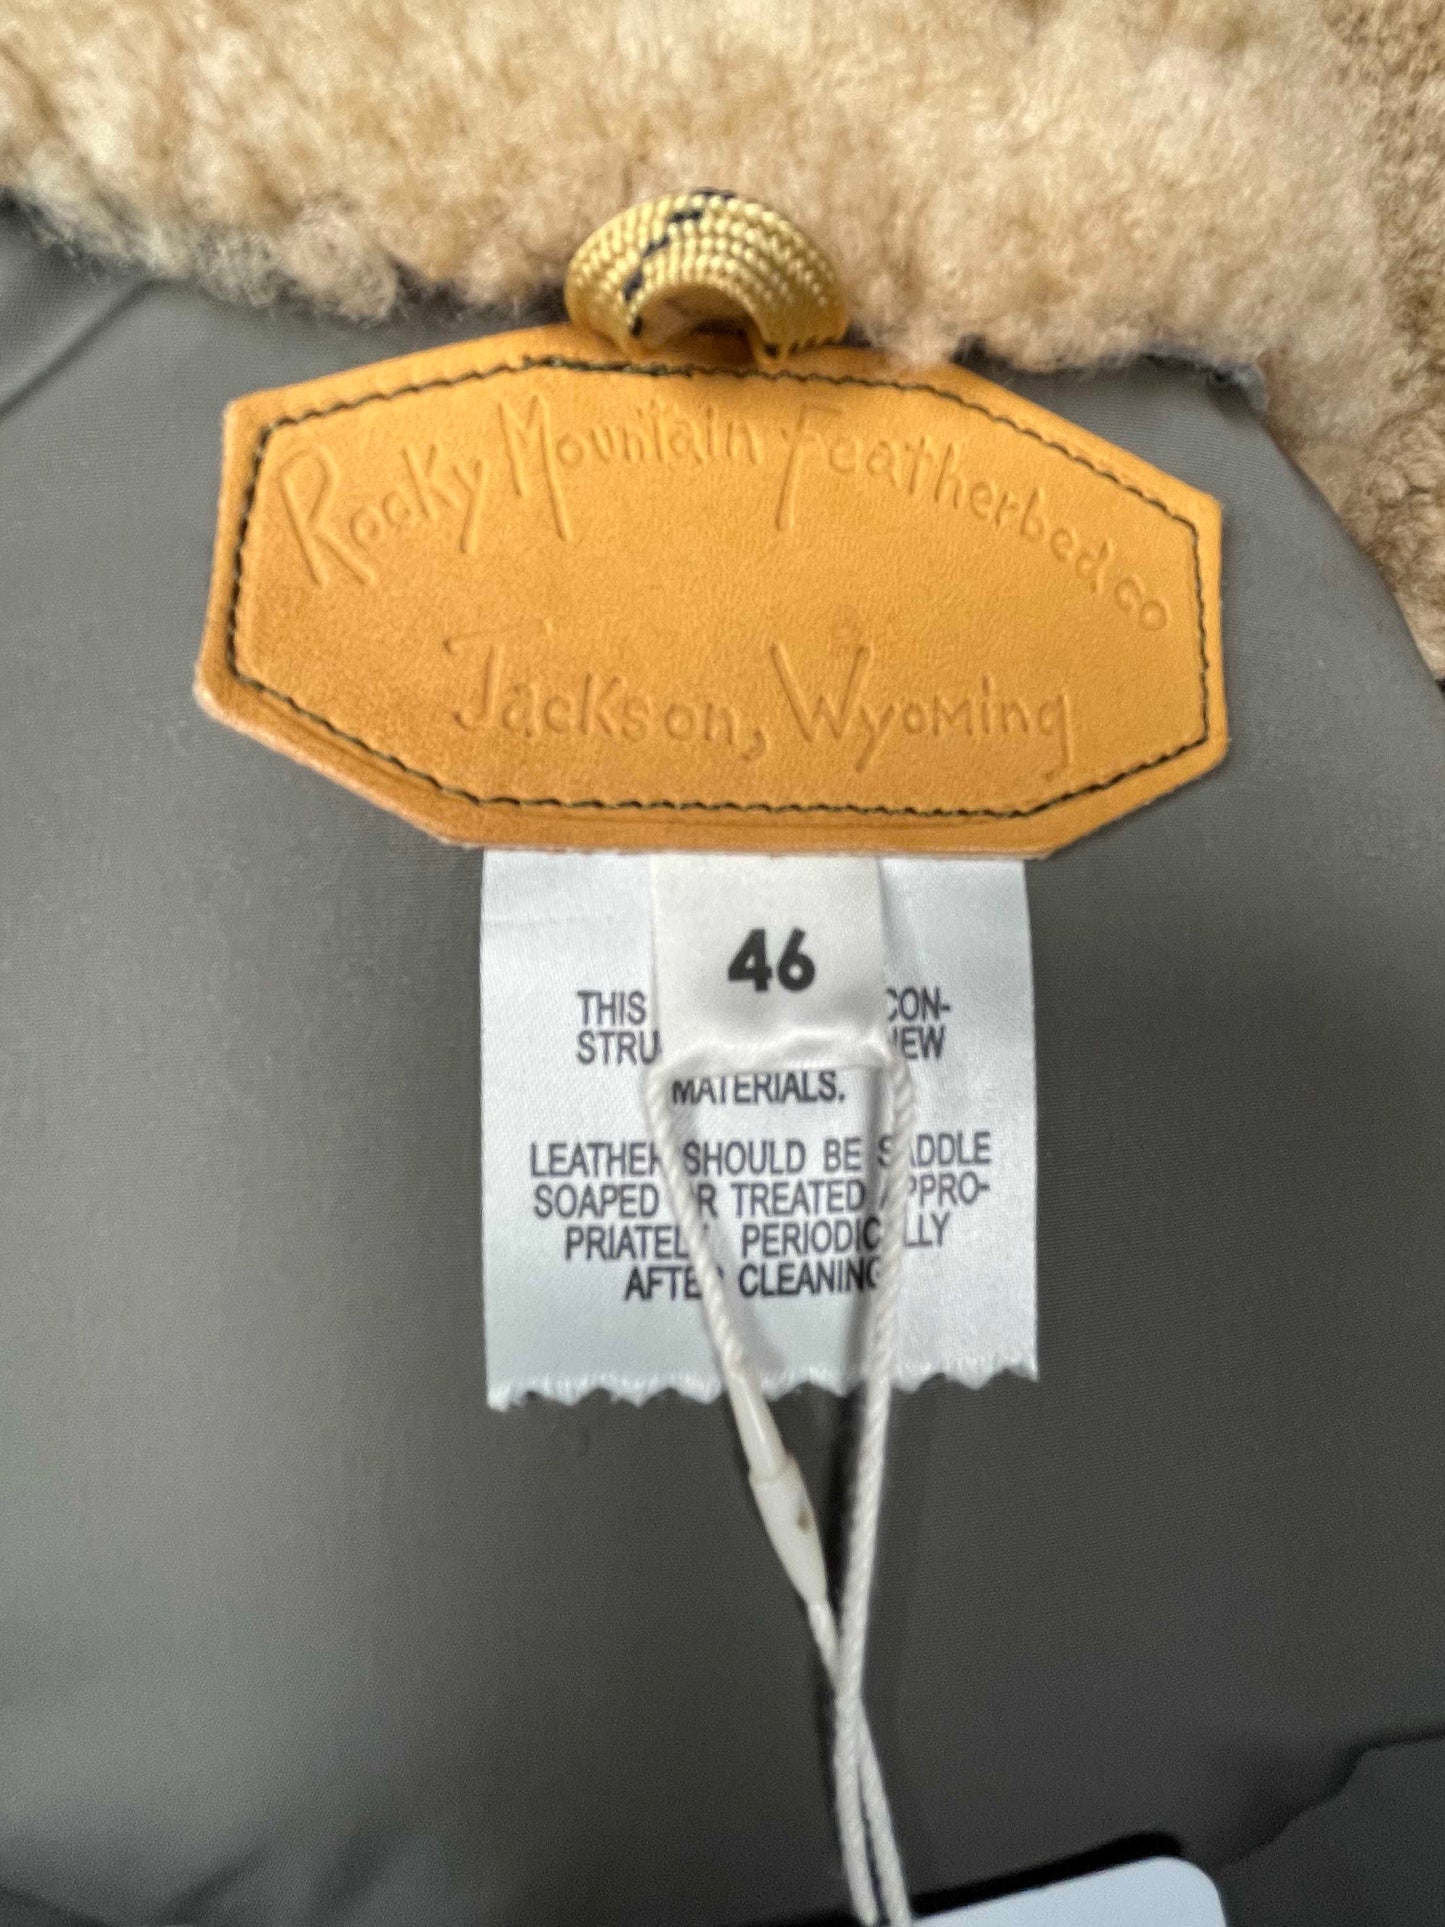 Rocky Mountain Featherbed co
Jackson, Wyoming
46
THIS CON-
STRU NEW
MATERIALS.
LEATHER SHOULD BE SADDLE
SOAPED OR TREATED APPRO-
PRIATELY PERIODICALLY
AFTER CLEANING